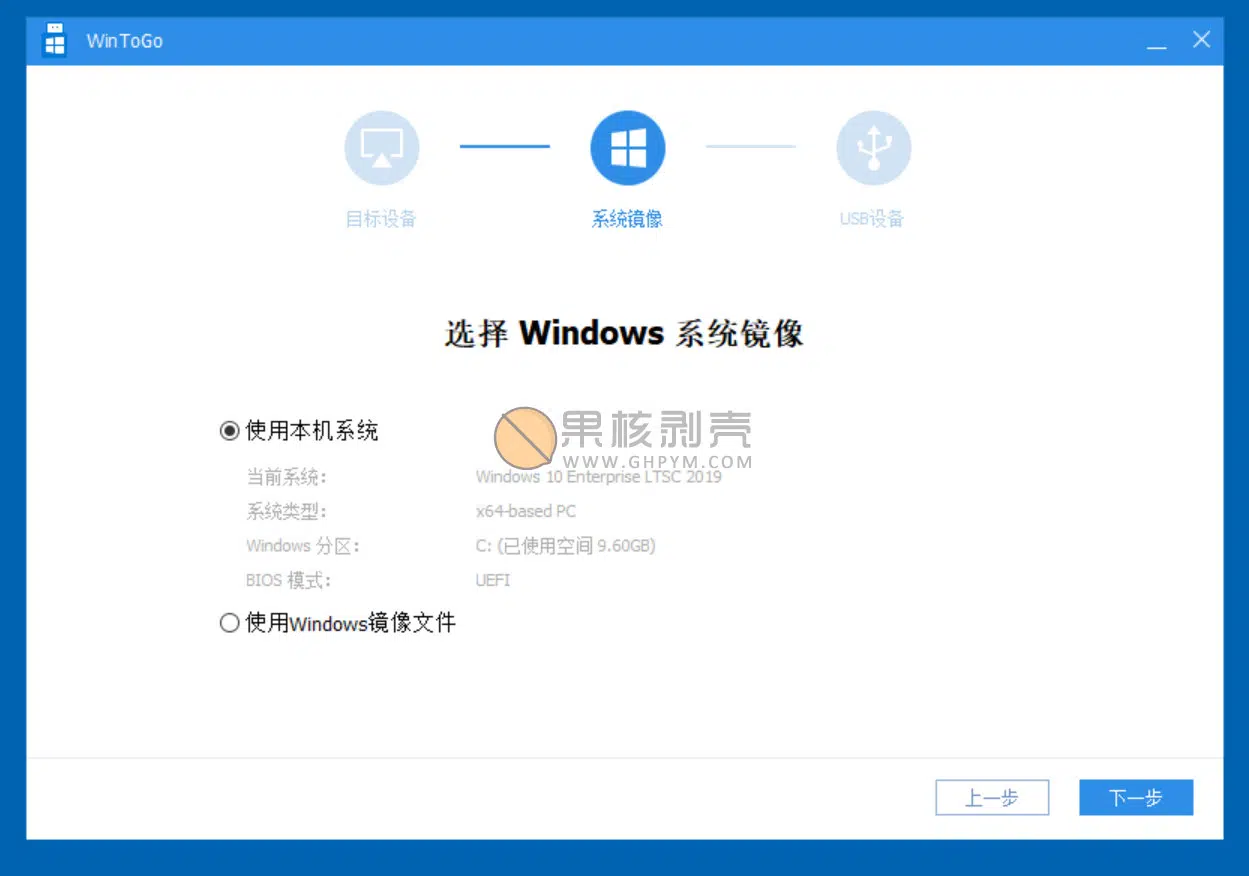 WinToGo
目标设备
系统镜像
USB设备
选择 Windows 系统镜像
使用本机系统
果核剥壳
WWW.GHPYM.COM
当前系统: Windows 10 Enterprise LTSC 2019
系统类型: x64-based PC
Windows 分区: C: (已使用空间 9.60GB)
BIOS 模式: UEFI
使用Windows镜像文件
上一步
下一步